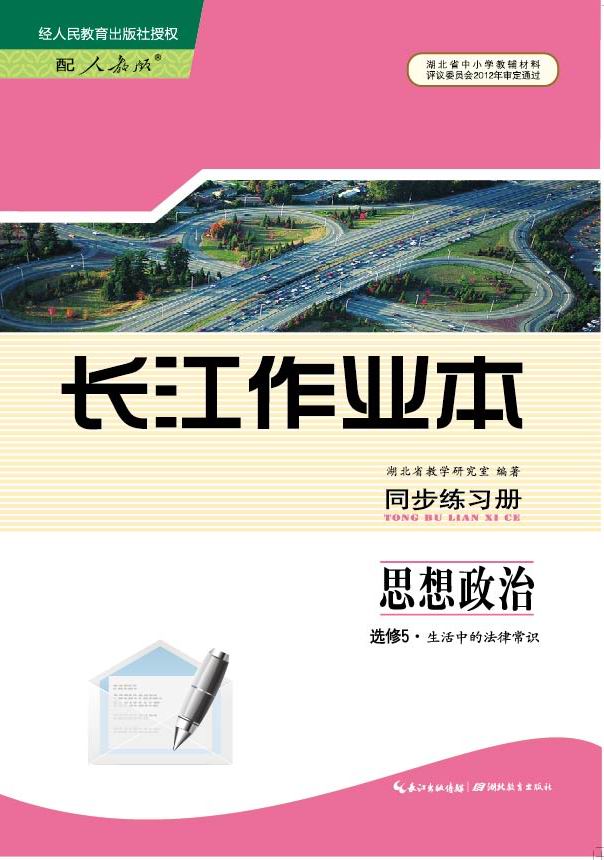 经人民教育出版社授权
配人教版®
湖北省中小学教辅材料
评议委员会2012年审定通过
长江作业本
湖北省教学研究室 编著
同步练习册
TONG BU LIAN XI CE
思想政治
选修5·生活中的法律常识
长江出版传媒 湖北教育出版社